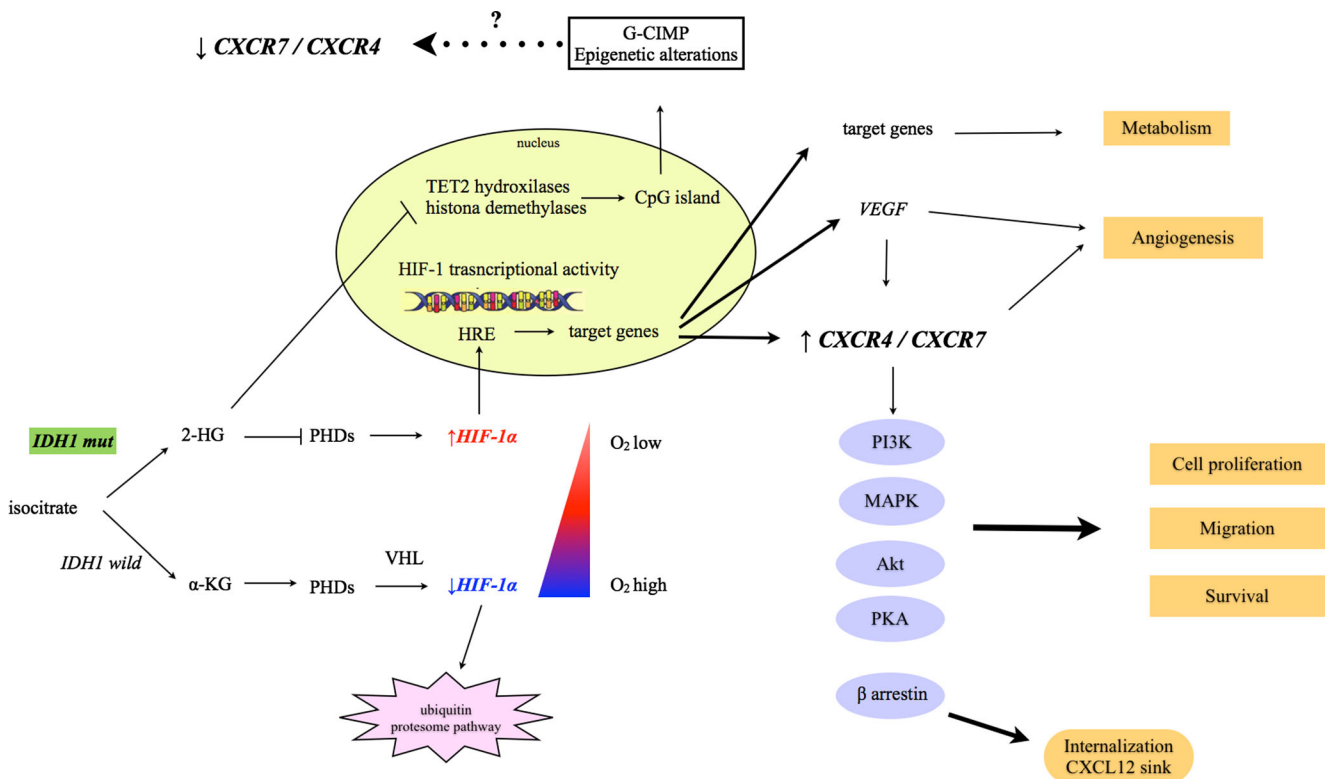 ?
↓ CXCR7 / CXCR4
G-CIMP
Epigenetic alterations
nucleus
TET2 hydroxilases
histona demethylases
CpG island
HIF-1 trasncriptional activity
HRE
target genes
target genes
Metabolism
VEGF
Angiogenesis
↑ CXCR4 / CXCR7
IDH1 mut
2-HG
PHDs
↑HIF-1α
O2 low
isocitrate
IDH1 wild
α-KG
PHDs
VHL
↓HIF-1α
O2 high
ubiquitin
protesome pathway
PI3K
MAPK
Akt
PKA
β arrestin
Cell proliferation
Migration
Survival
Internalization
CXCL12 sink